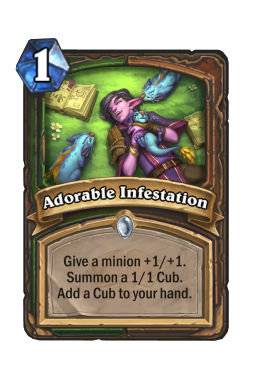 1
Adorable Infestation
Give a minion +1/+1.
Summon a 1/1 Cub.
Add a Cub to your hand.